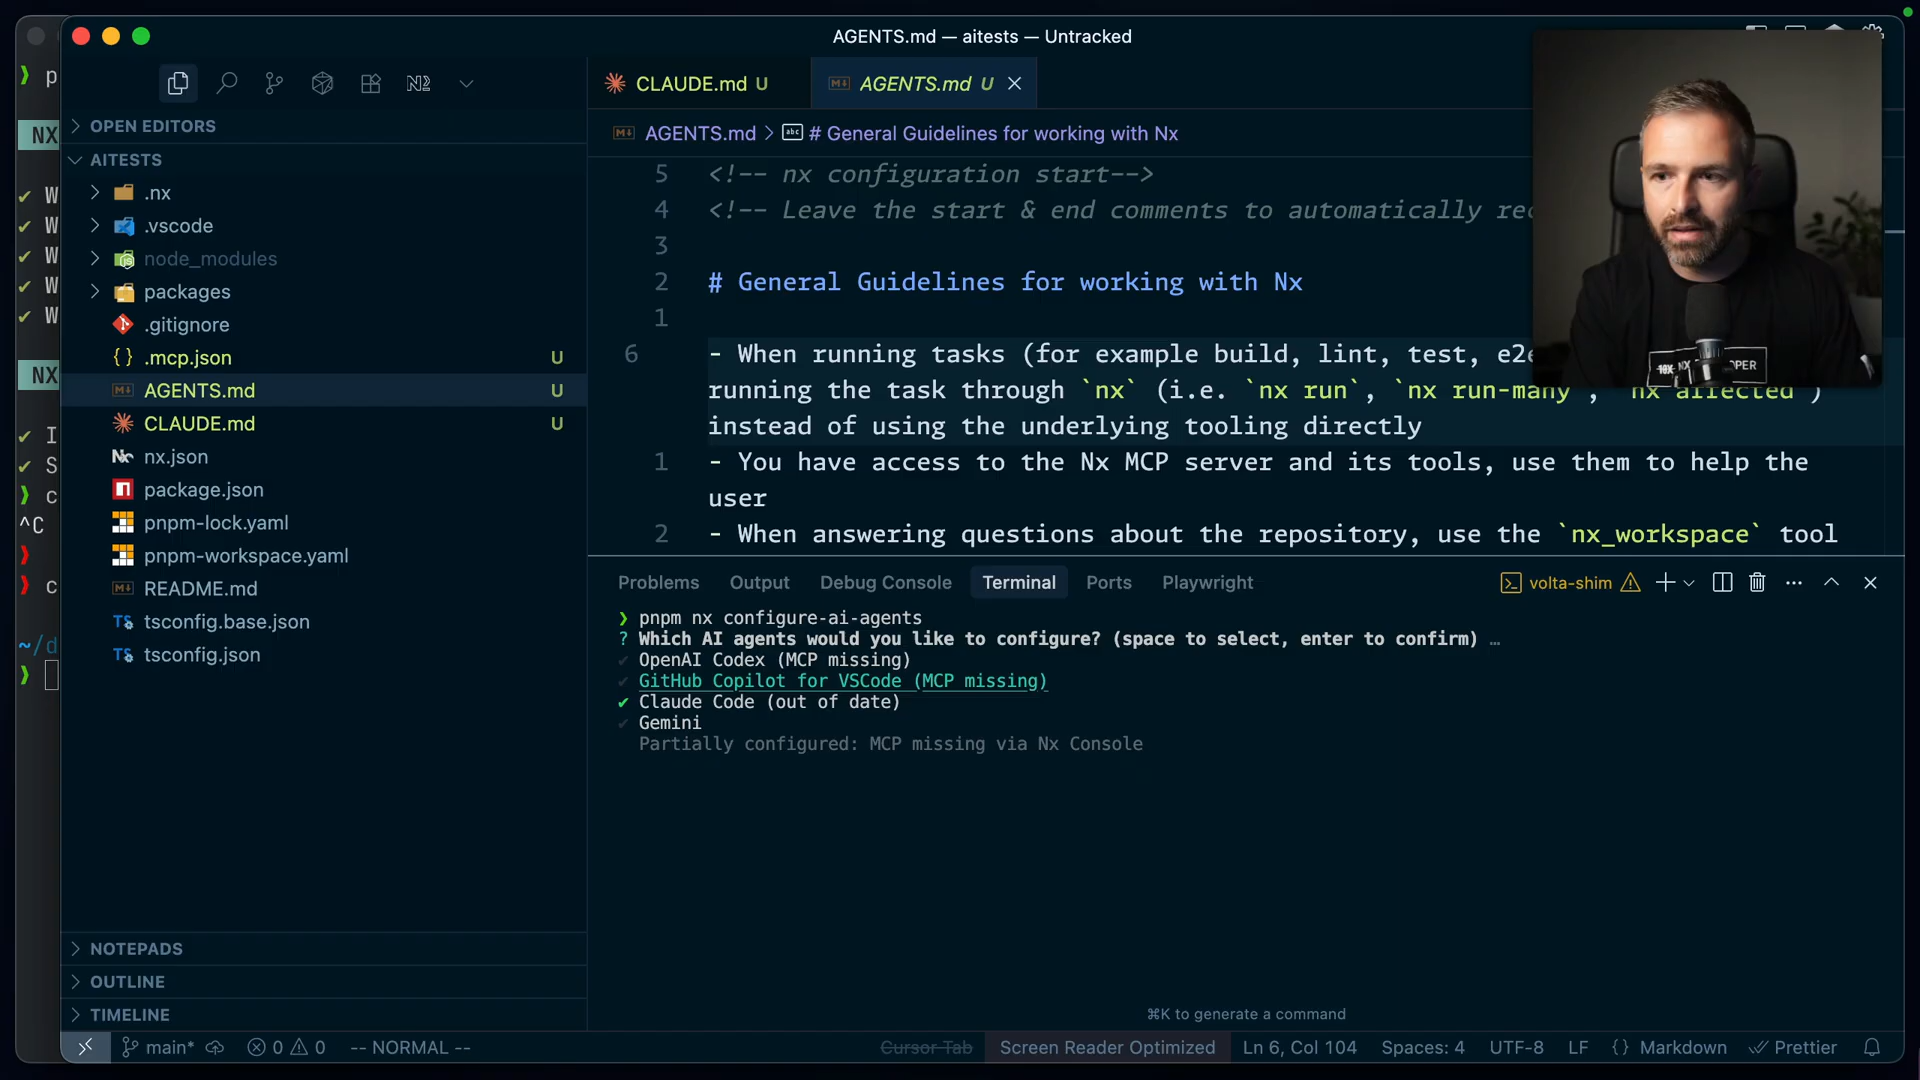 AGENTS.md — aitests — Untracked
p
NX
✔ W
✔ W
✔ W
✔ W
✔ W
NX
✔ I
✔ S
❯ c
^C
❯
❯ c
~/d
❯
OPEN EDITORS
AITESTS
.nx
.vscode
node_modules
packages
.gitignore
.mcp.json U
AGENTS.md U
CLAUDE.md U
nx.json
package.json
pnpm-lock.yaml
pnpm-workspace.yaml
README.md
tsconfig.base.json
tsconfig.json
NOTEPADS
OUTLINE
TIMELINE
CLAUDE.md U
AGENTS.md U
AGENTS.md > # General Guidelines for working with Nx
5 <!-- nx configuration start-->
4 <!-- Leave the start & end comments to automatically
3
2 # General Guidelines for working with Nx
1
6 - When running tasks (for example build, lint, test,
running the task through `nx` (i.e. `nx run`, `nx run-many`, `nx affected`)
instead of using the underlying tooling directly
1 - You have access to the Nx MCP server and its tools, use them to help the
user
2 - When answering questions about the repository, use the `nx_workspace` tool
Problems Output Debug Console Terminal Ports Playwright volta-shim
❯ pnpm nx configure-ai-agents
? Which AI agents would you like to configure? (space to select, enter to confirm) …
✔ OpenAI Codex (MCP missing)
✔ GitHub Copilot for VSCode (MCP missing)
✔ Claude Code (out of date)
✔ Gemini
Partially configured: MCP missing via Nx Console
⌘K to generate a command
main* 0 0 -- NORMAL -- Cursor Tab Screen Reader Optimized Ln 6, Col 104 Spaces: 4 UTF-8 LF {} Markdown Prettier